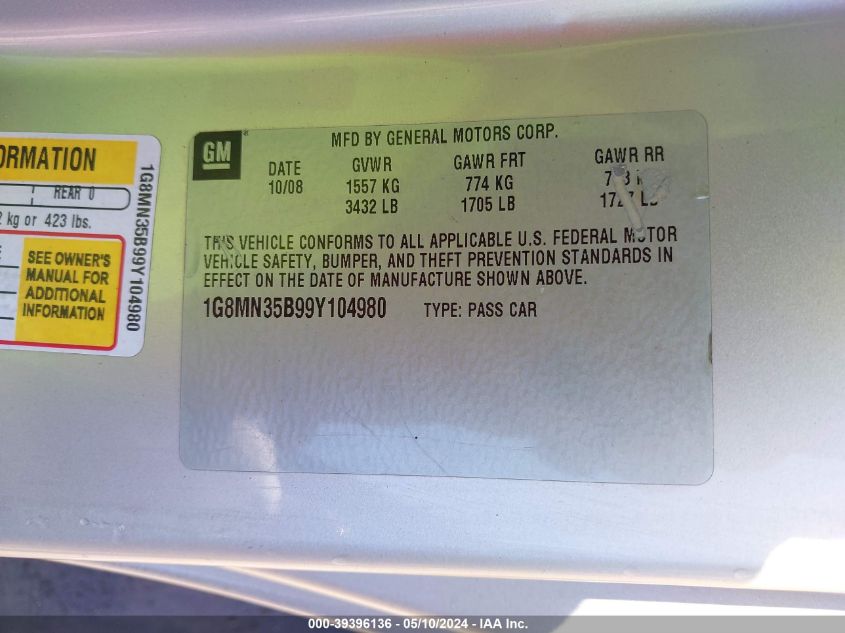 MFD BY GENERAL MOTORS CORP.
GM
DATE GVWR GAWR FRT GAWR RR
10/08 1557 KG 774 KG
3432 LB 1705 LB
THIS VEHICLE CONFORMS TO ALL APPLICABLE U.S. FEDERAL MOTOR
VEHICLE SAFETY, BUMPER, AND THEFT PREVENTION STANDARDS IN
EFFECT ON THE DATE OF MANUFACTURE SHOWN ABOVE.
1G8MN35B99Y104980 TYPE: PASS CAR
REAR 0
kg or 423 lbs.
SEE OWNER'S
MANUAL FOR
ADDITIONAL
INFORMATION
1G8MN35B99Y104980
000-39396136 - 05/10/2024 - IAA Inc.